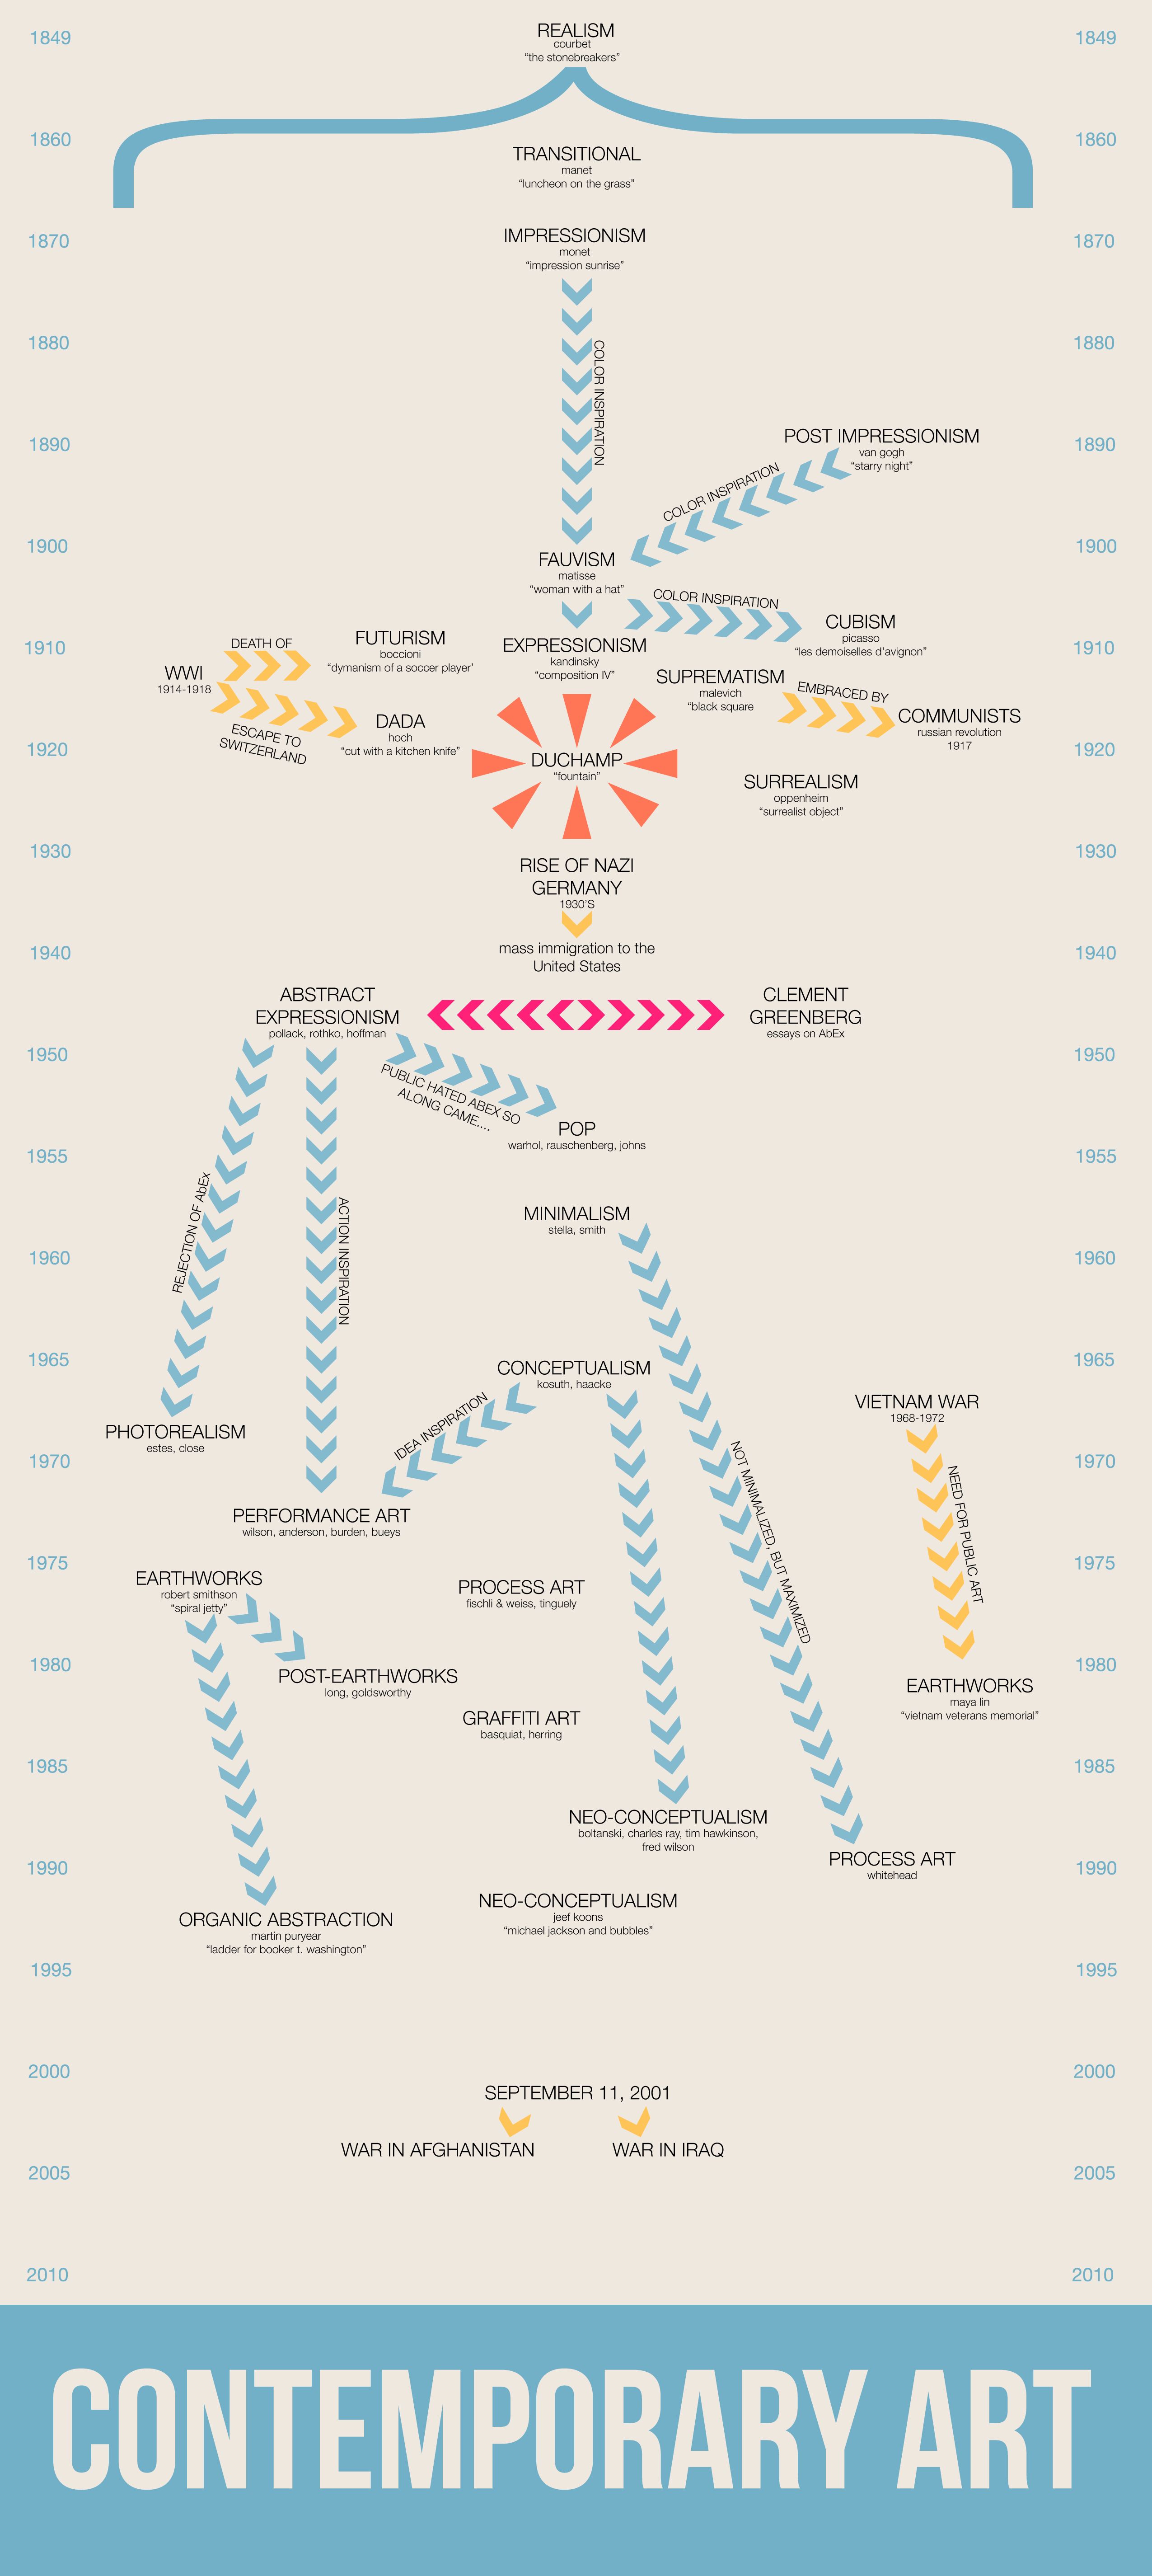 1849
REALISM
courbet
“the stonebreakers”
1849
1860
1860
TRANSITIONAL
manet
“luncheon on the grass”
1870
IMPRESSIONISM
monet
“impression sunrise”
1870
1880
1880
COLOR INSPIRATION
1890
POST IMPRESSIONISM
van gogh
“starry night”
1890
COLOR INSPIRATION
1900
FAUVISM
matisse
“woman with a hat”
1900
COLOR INSPIRATION
CUBISM
picasso
“les demoiselles d’avignon”
1910
DEATH OF
FUTURISM
boccioni
“dymanism of a soccer player’
EXPRESSIONISM
kandinsky
“composition IV”
1910
WWI
1914-1918
SUPREMATISM
malevich
“black square
EMBRACED BY
COMMUNISTS
russian revolution
1917
ESCAPE TO
SWITZERLAND
DADA
hoch
“cut with a kitchen knife”
1920
DUCHAMP
“fountain”
1920
SURREALISM
oppenheim
“surrealist object”
1930
1930
RISE OF NAZI
GERMANY
1930’S
1940
mass immigration to the
United States
1940
ABSTRACT
EXPRESSIONISM
pollack, rothko, hoffman
CLEMENT
GREENBERG
essays on AbEx
1950
1950
PUBLIC HATED ABEX SO
ALONG CAME....
POP
warhol, rauschenberg, johns
1955
1955
REJECTION OF AbEx
ACTION INSPIRATION
MINIMALISM
stella, smith
1960
1960
1965
CONCEPTUALISM
kosuth, haacke
1965
IDEA INSPIRATION
VIETNAM WAR
1968-1972
PHOTOREALISM
estes, close
1970
1970
NOT MINIMALIZED, BUT MAXIMIZED
NEED FOR PUBLIC ART
PERFORMANCE ART
wilson, anderson, burden, bueys
1975
1975
EARTHWORKS
robert smithson
“spiral jetty”
PROCESS ART
fischli & weiss, tinguely
1980
1980
POST-EARTHWORKS
long, goldsworthy
EARTHWORKS
maya lin
“vietnam veterans memorial”
GRAFFITI ART
basquiat, herring
1985
1985
NEO-CONCEPTUALISM
boltanski, charles ray, tim hawkinson,
fred wilson
1990
PROCESS ART
whitehead
1990
NEO-CONCEPTUALISM
jeef koons
“michael jackson and bubbles”
ORGANIC ABSTRACTION
martin puryear
“ladder for booker t. washington”
1995
1995
2000
2000
SEPTEMBER 11, 2001
WAR IN AFGHANISTAN
WAR IN IRAQ
2005
2005
2010
2010
CONTEMPORARY ART